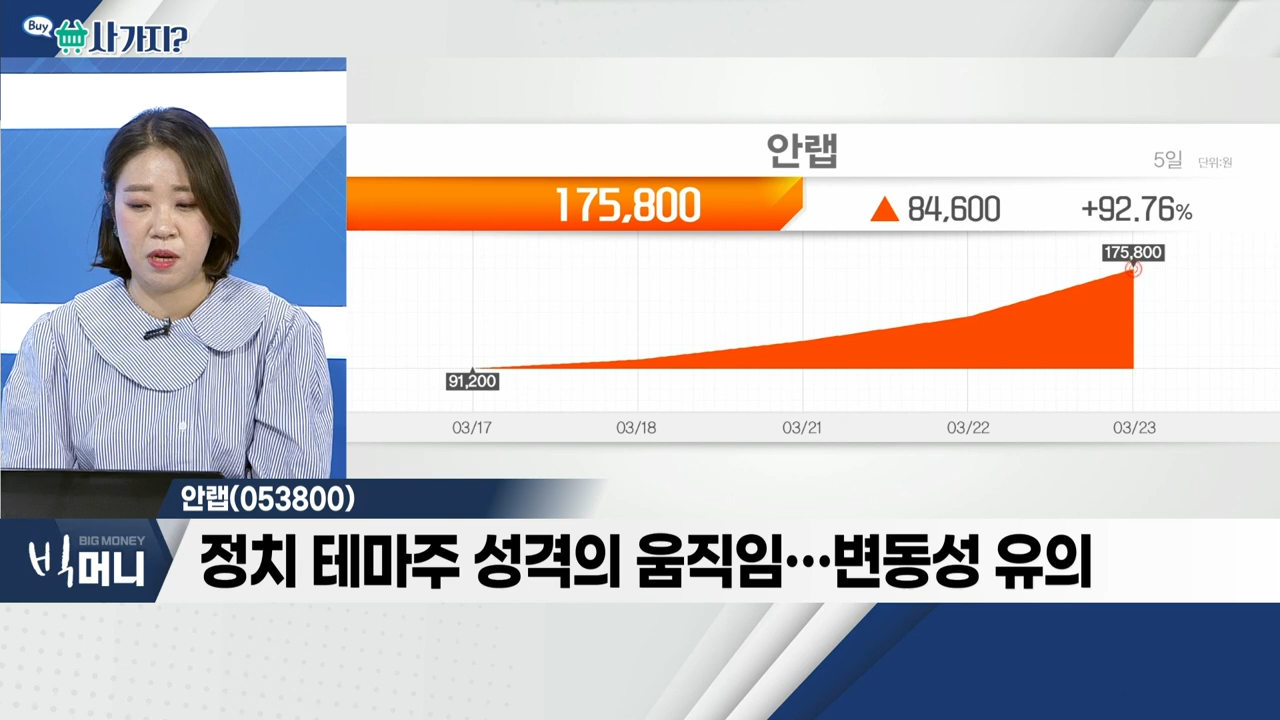 Buy
사가지?
안랩
5일 단위:원
175,800 ▲ 84,600 +92.76%
175,800
91,200
03/17 03/18 03/21 03/22 03/23
안랩(053800)
BIG MONEY
빅머니
정치 테마주 성격의 움직임…변동성 유의